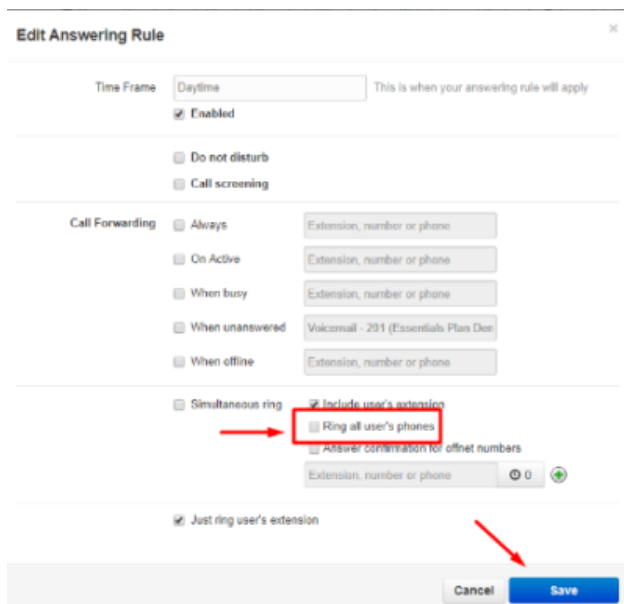 Edit Answering Rule
Time Frame Daytime This is when your answering rule will apply
Enabled
Do not disturb
Call screening
Call Forwarding Always Extension, number or phone
On Active Extension, number or phone
When busy Extension, number or phone
When unanswered Voicemail - 201 (Essentials Plan Den
When offline Extension, number or phone
Simultaneous ring Include user's extension
Ring all user's phones
Answer confirmation for offnet numbers
Extension, number or phone 0
Just ring user's extension
Cancel Save